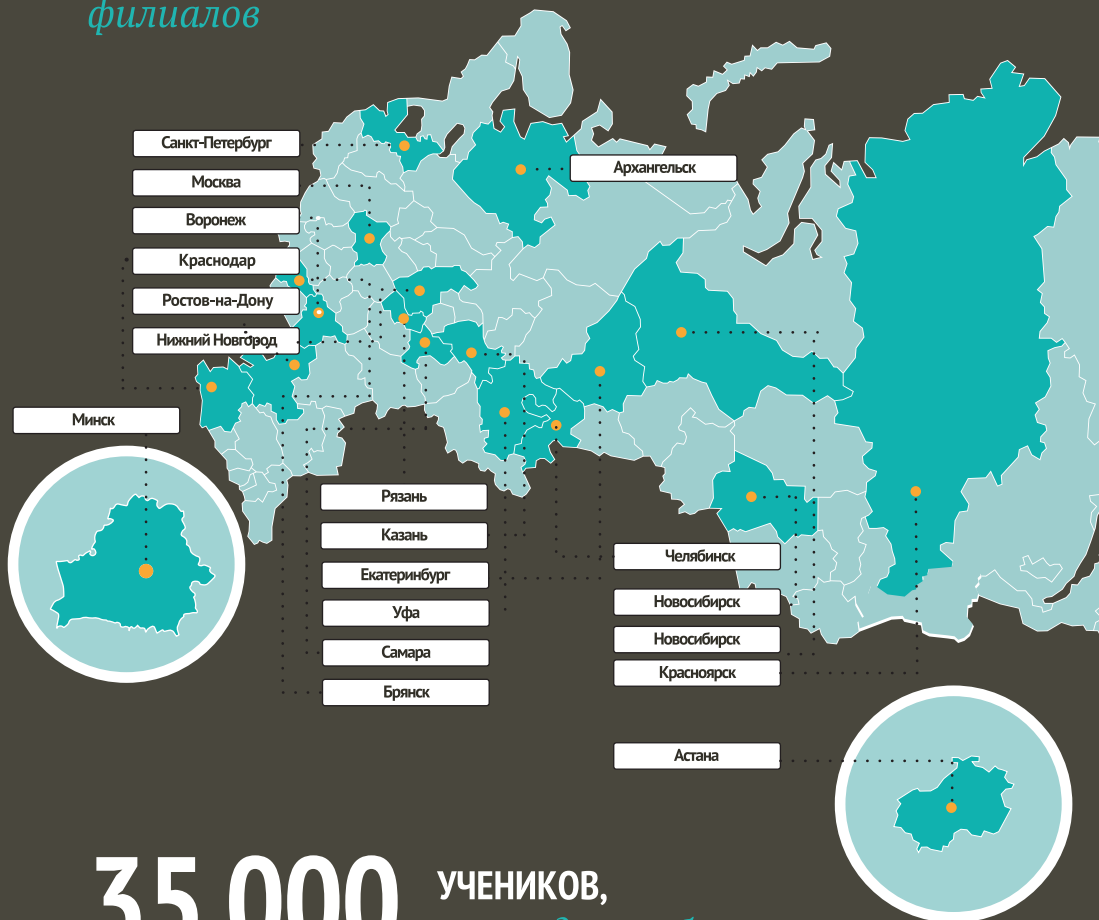 филиалов
Санкт-Петербург
Москва
Воронеж
Краснодар
Ростов-на-Дону
Нижний Новгород
Архангельск
Минск
Рязань
Казань
Екатеринбург
Уфа
Самара
Брянск
Челябинск
Новосибирск
Новосибирск
Красноярск
Астана
35 000
УЧЕНИКОВ,